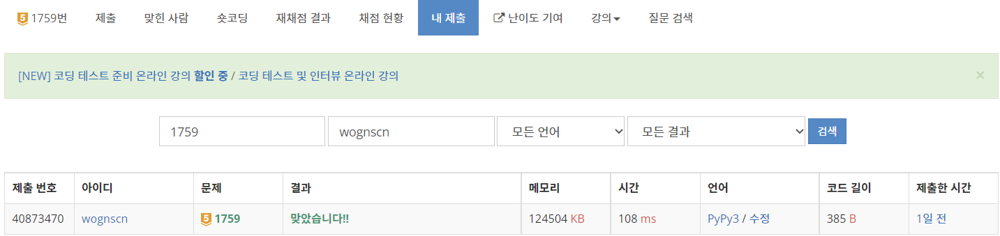 5 1759번 제출 맞힌 사람 숏코딩 재채점 결과 채점 현황 내 제출 난이도 기여 강의 질문 검색
[NEW] 코딩 테스트 준비 온라인 강의 할인 중 / 코딩 테스트 및 인터뷰 온라인 강의 ×
1759 wognscn 모든 언어 모든 결과 검색
제출 번호 아이디 문제 결과 메모리 시간 언어 코드 길이 제출한 시간
40873470 wognscn 5 1759 맞았습니다!! 124504 KB 108 ms PyPy3 / 수정 385 B 1일 전